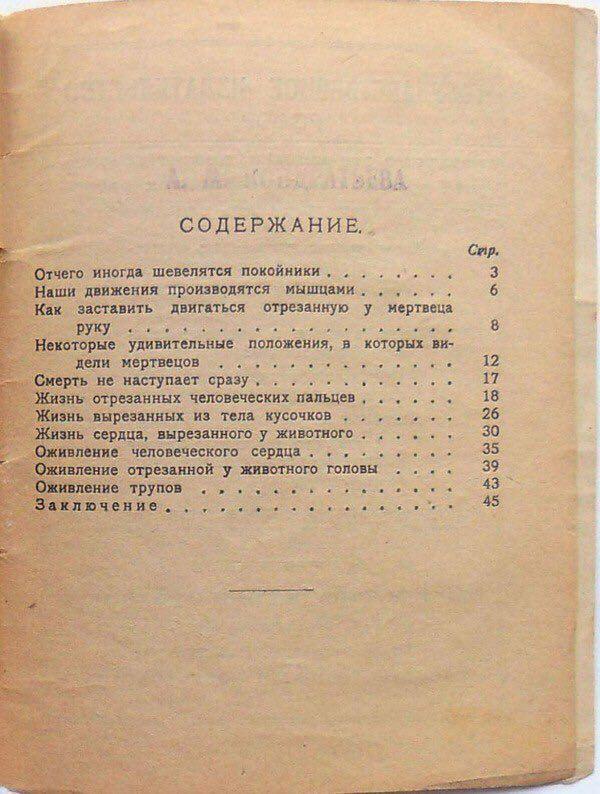 СОДЕРЖАНИЕ.
Стр.
Отчего иногда шевелятся покойники . . . . . . . . 3
Наши движения производятся мышцами . . . . . . 6
Как заставить двигаться отрезанную у мертвеца
руку . . . . . . . . . . . . . . . . . . . . 8
Некоторые удивительные положения, в которых ви-
дели мертвецов . . . . . . . . . . . . . . 12
Смерть не наступает сразу . . . . . . . . . . . . 17
Жизнь отрезанных человеческих пальцев . . . . . . 18
Жизнь вырезанных из тела кусочков . . . . . . . 26
Жизнь сердца, вырезанного у животного . . . . . . 30
Оживление человеческого сердца . . . . . . . . . 35
Оживление отрезанной у животного головы . . . . 39
Оживление трупов . . . . . . . . . . . . . . . 43
Заключение . . . . . . . . . . . . . . . . . 45